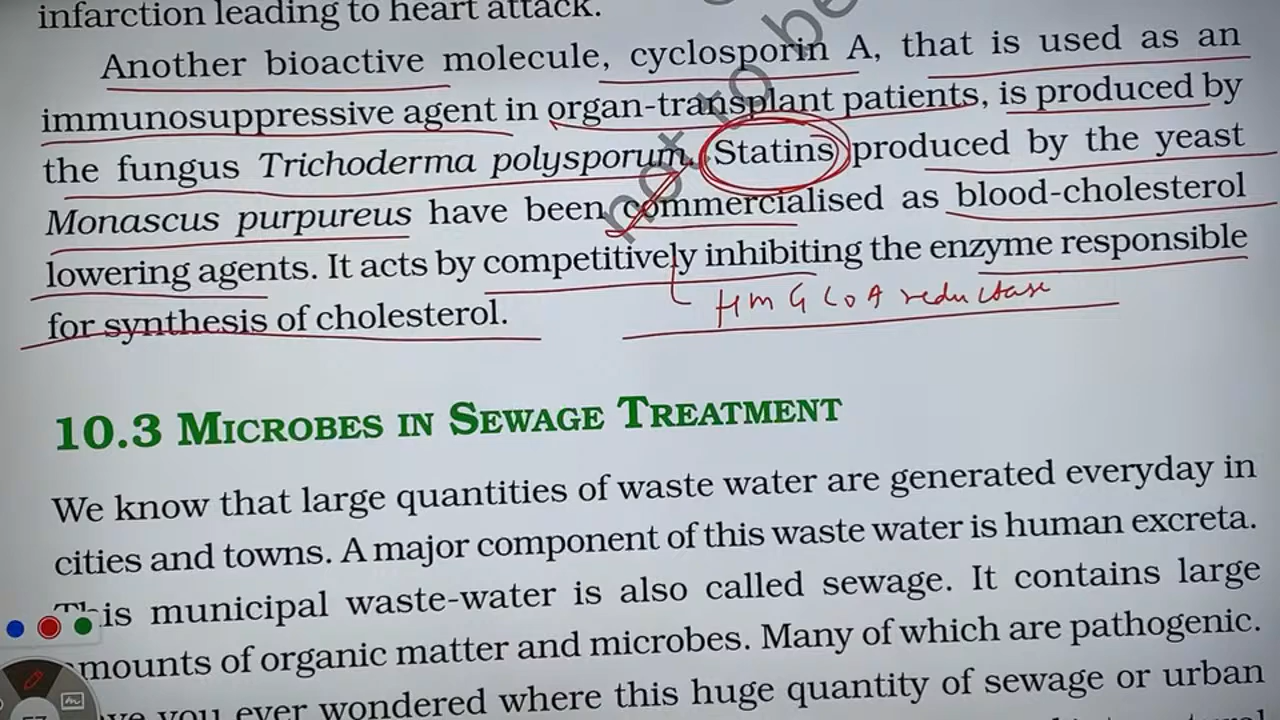 infarction leading to heart attack.
Another bioactive molecule, cyclosporin A, that is used as an
immunosuppressive agent in organ-transplant patients, is produced by
the fungus Trichoderma polysporum. Statins produced by the yeast
Monascus purpureus have been commercialised as blood-cholesterol
lowering agents. It acts by competitively inhibiting the enzyme responsible
HmG CoA reductase
for synthesis of cholesterol.
not to be
10.3 MICROBES IN SEWAGE TREATMENT
We know that large quantities of waste water are generated everyday in
cities and towns. A major component of this waste water is human excreta.
This municipal waste-water is also called sewage. It contains large
mounts of organic matter and microbes. Many of which are pathogenic.
you ever wondered where this huge quantity of sewage or urban